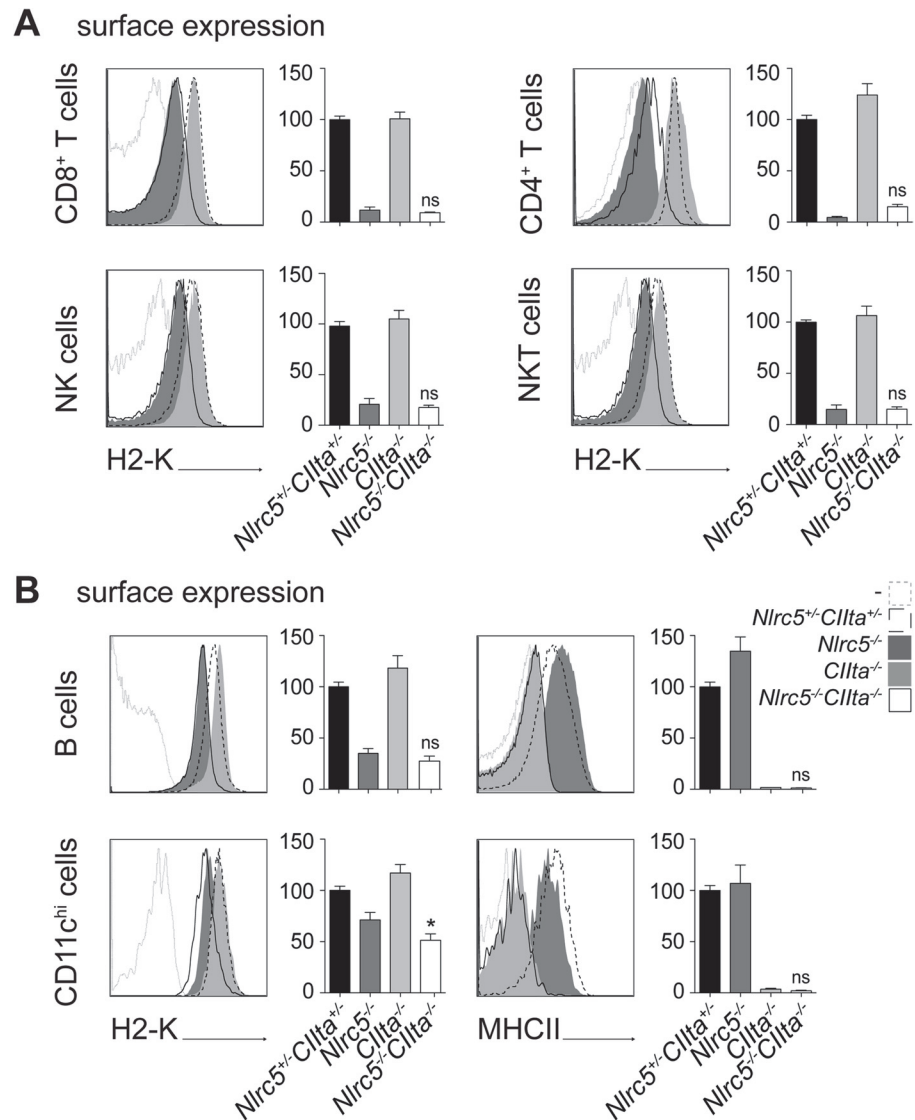 A surface expression
CD8+ T cells
150
100
50
0
ns
CD4+ T cells
150
100
50
0
ns
NK cells
150
100
50
0
ns
H2-K
Nlrc5+/-CIIta+/-
Nlrc5-/-
CIIta-/-
Nlrc5-/-CIIta-/-
NKT cells
150
100
50
0
ns
H2-K
Nlrc5+/-CIIta+/-
Nlrc5-/-
CIIta-/-
Nlrc5-/-CIIta-/-
B surface expression
-
Nlrc5+/-CIIta+/-
Nlrc5-/-
CIIta-/-
Nlrc5-/-CIIta-/-
B cells
150
100
50
0
ns
150
100
50
0
ns
CD11chi cells
150
100
50
0
*
H2-K
Nlrc5+/-CIIta+/-
Nlrc5-/-
CIIta-/-
Nlrc5-/-CIIta-/-
150
100
50
0
ns
MHCII
Nlrc5+/-CIIta+/-
Nlrc5-/-
CIIta-/-
Nlrc5-/-CIIta-/-